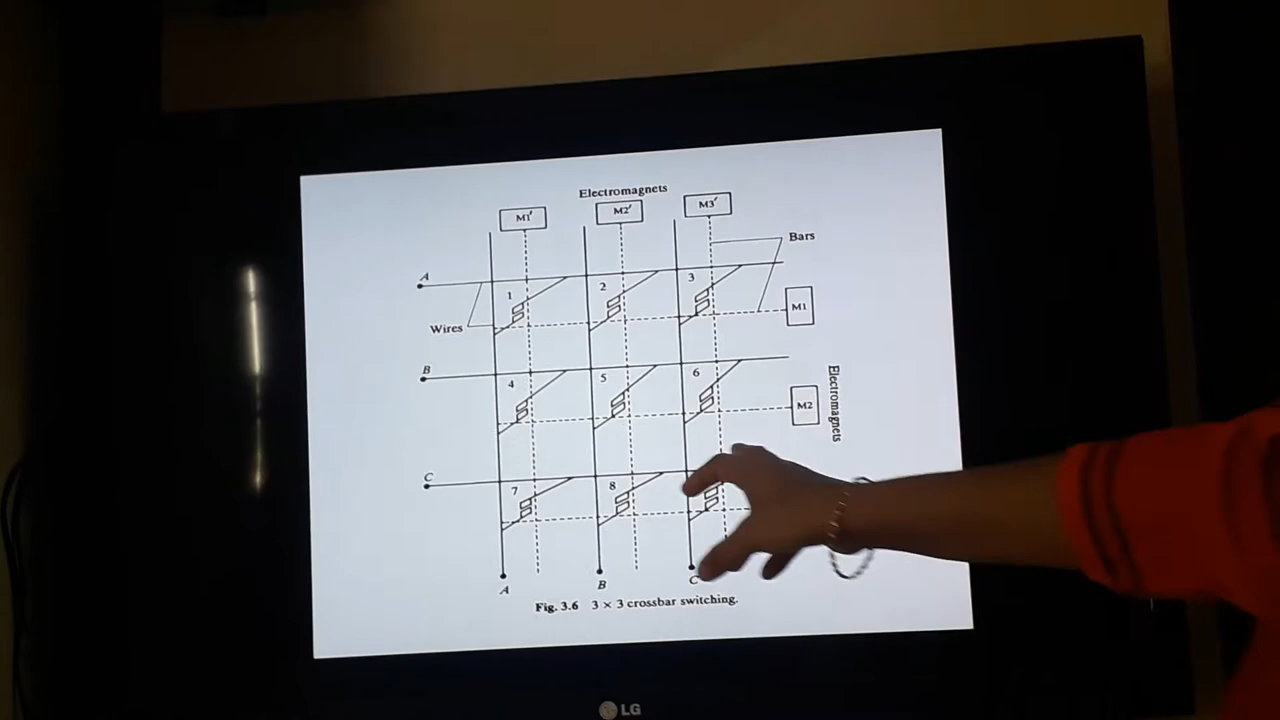 Electromagnets
M1′ M2′ M3′
Bars
A
1 2 3
M1
Wires
B
4 5 6
M2
Electromagnets
C
7 8
A B C
Fig. 3.6 3 × 3 crossbar switching.
LG